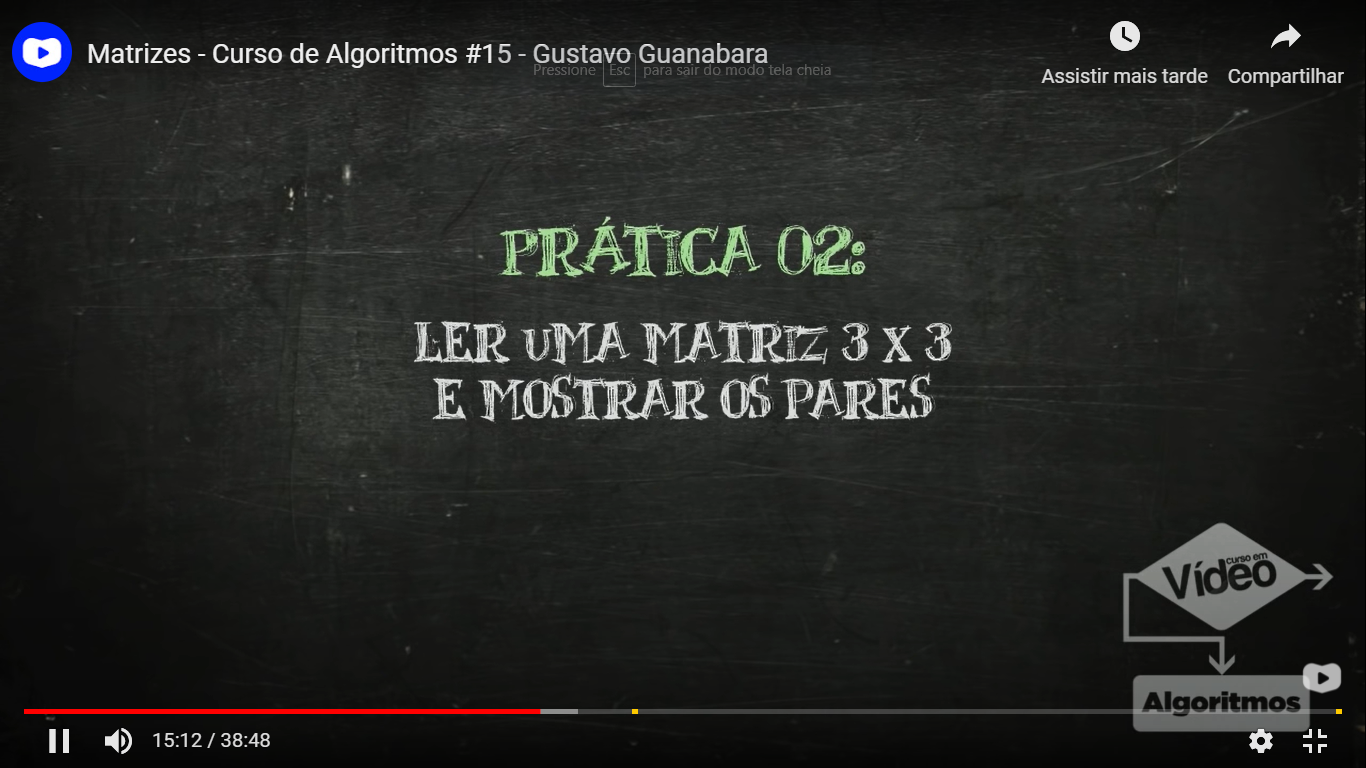 Matrizes - Curso de Algoritmos #15 - Gustavo Guanabara
Pressione Esc para sair do modo tela cheia
Assistir mais tarde
Compartilhar
PRÁTICA 02:
LER UMA MATRIZ 3 X 3
E MOSTRAR OS PARES
curso em
Vídeo
Algoritmos
15:12 / 38:48